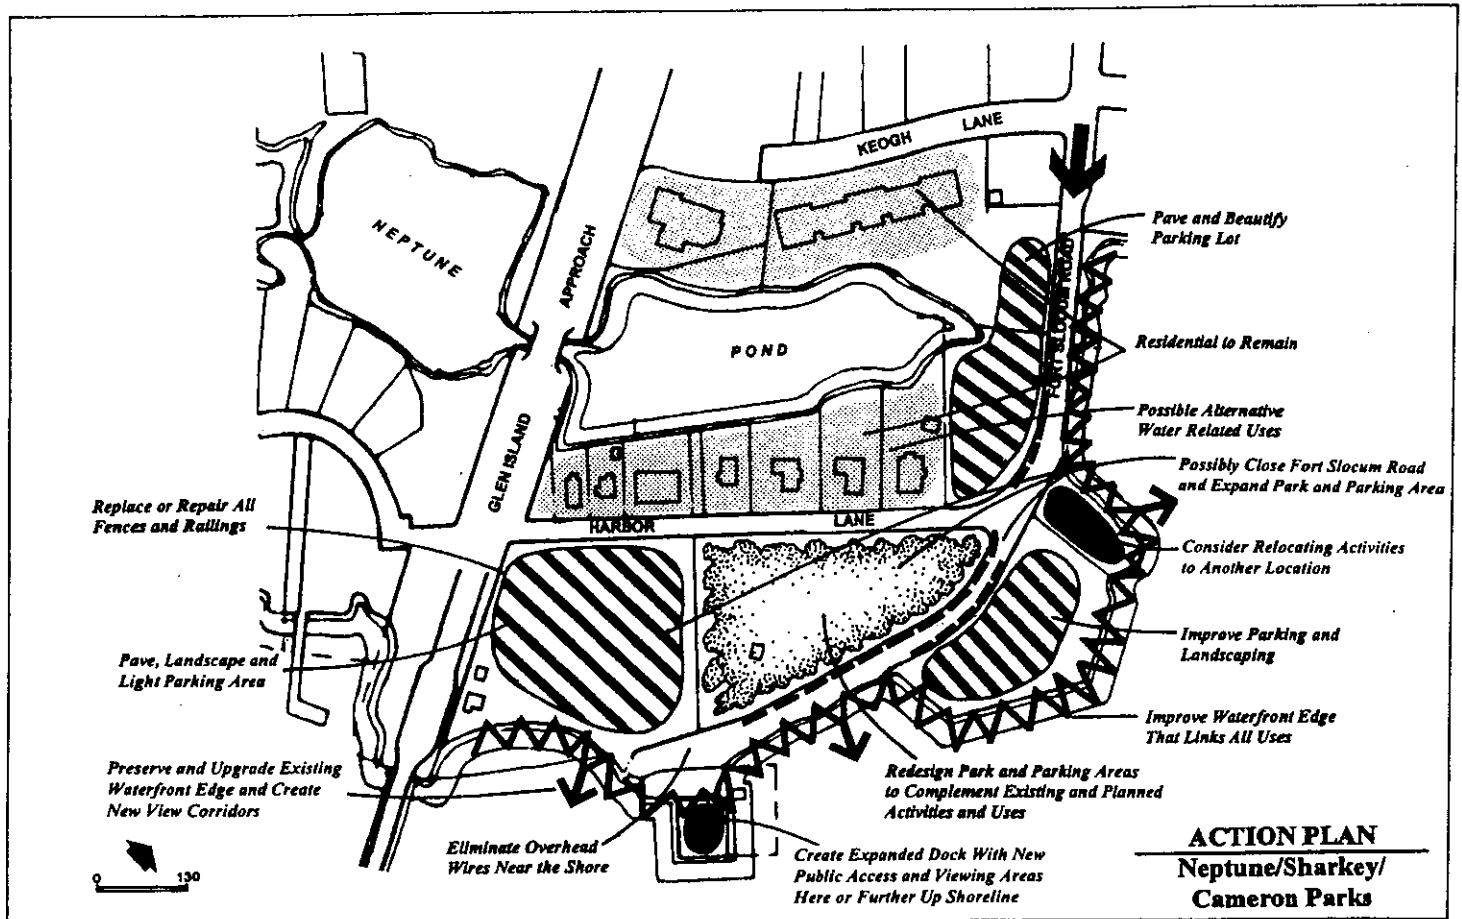 KEOGH LANE
NEPTUNE
APPROACH
POND
FORT SLOCUM ROAD
GLEN ISLAND
HARBOR LANE
Pave and Beautify
Parking Lot
Residential to Remain
Possible Alternative
Water Related Uses
Possibly Close Fort Slocum Road
and Expand Park and Parking Area
Consider Relocating Activities
to Another Location
Improve Parking and
Landscaping
Improve Waterfront Edge
That Links All Uses
Replace or Repair All
Fences and Railings
Pave, Landscape and
Light Parking Area
Preserve and Upgrade Existing
Waterfront Edge and Create
New View Corridors
Eliminate Overhead
Wires Near the Shore
Redesign Park and Parking Areas
to Complement Existing and Planned
Activities and Uses
Create Expanded Dock With New
Public Access and Viewing Areas
Here or Further Up Shoreline
0 130
ACTION PLAN
Neptune/Sharkey/
Cameron Parks